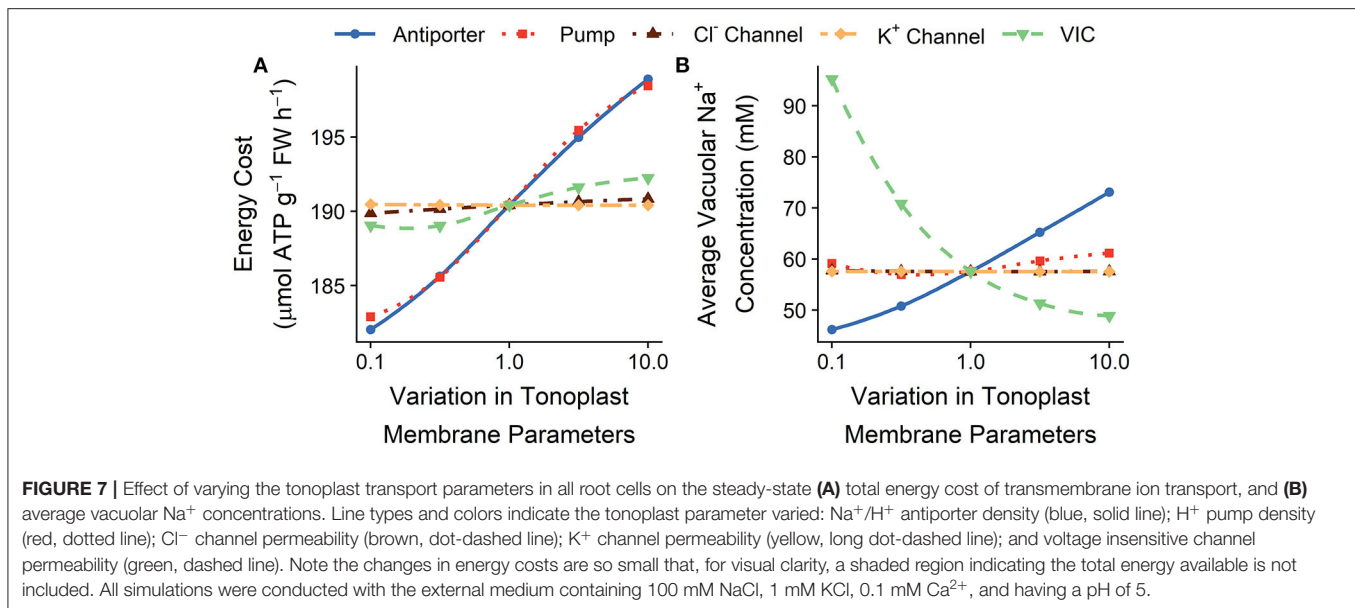 Antiporter Pump Cl⁻ Channel K⁺ Channel VIC
A
Energy Cost
(μmol ATP g⁻¹ FW h⁻¹)
195
190
185
0.1 1.0 10.0
Variation in Tonoplast
Membrane Parameters
B
Average Vacuolar Na⁺
Concentration (mM)
90
80
70
60
50
0.1 1.0 10.0
Variation in Tonoplast
Membrane Parameters
FIGURE 7 | Effect of varying the tonoplast transport parameters in all root cells on the steady-state (A) total energy cost of transmembrane ion transport, and (B)
average vacuolar Na⁺ concentrations. Line types and colors indicate the tonoplast parameter varied: Na⁺/H⁺ antiporter density (blue, solid line); H⁺ pump density
(red, dotted line); Cl⁻ channel permeability (brown, dot-dashed line); K⁺ channel permeability (yellow, long dot-dashed line); and voltage insensitive channel
permeability (green, dashed line). Note the changes in energy costs are so small that, for visual clarity, a shaded region indicating the total energy available is not
included. All simulations were conducted with the external medium containing 100 mM NaCl, 1 mM KCl, 0.1 mM Ca²⁺, and having a pH of 5.